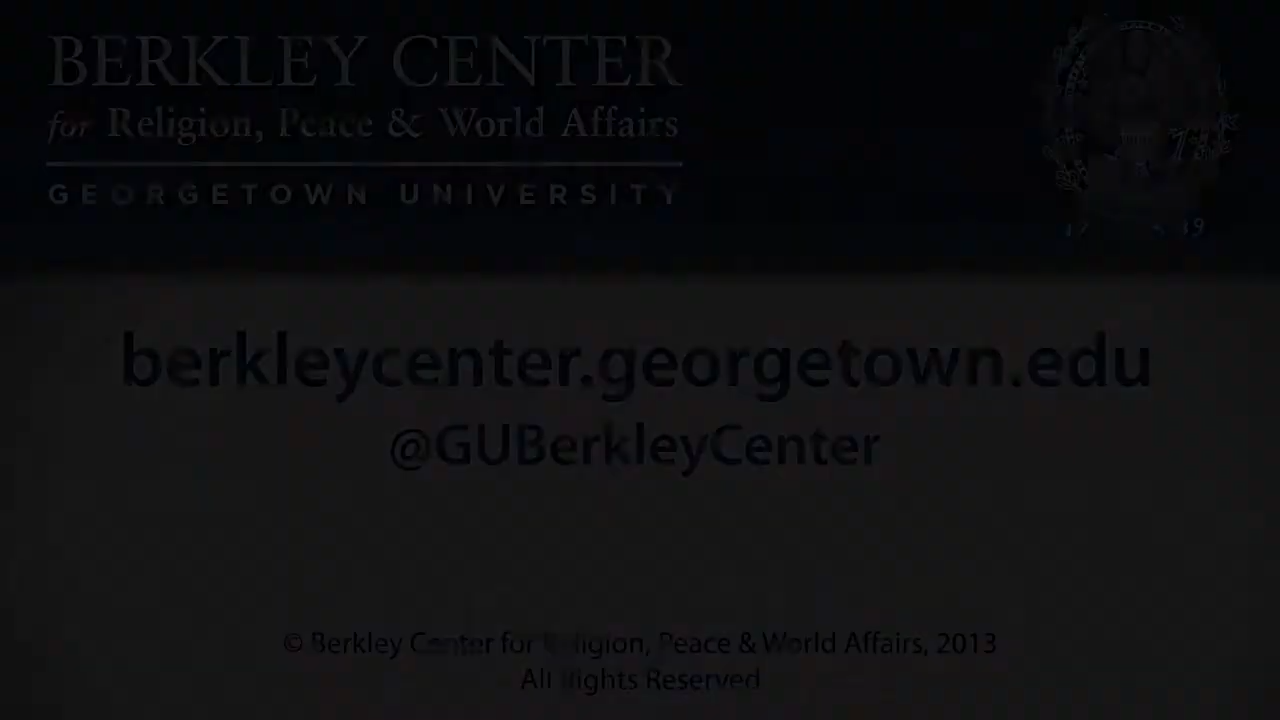 BERKLEY CENTER
for Religion, Peace & World Affairs
GEORGETOWN UNIVERSITY
berkleycenter.georgetown.edu
@GUBerkleyCenter
© Berkley Center for Religion, Peace & World Affairs, 2013
All Rights Reserved